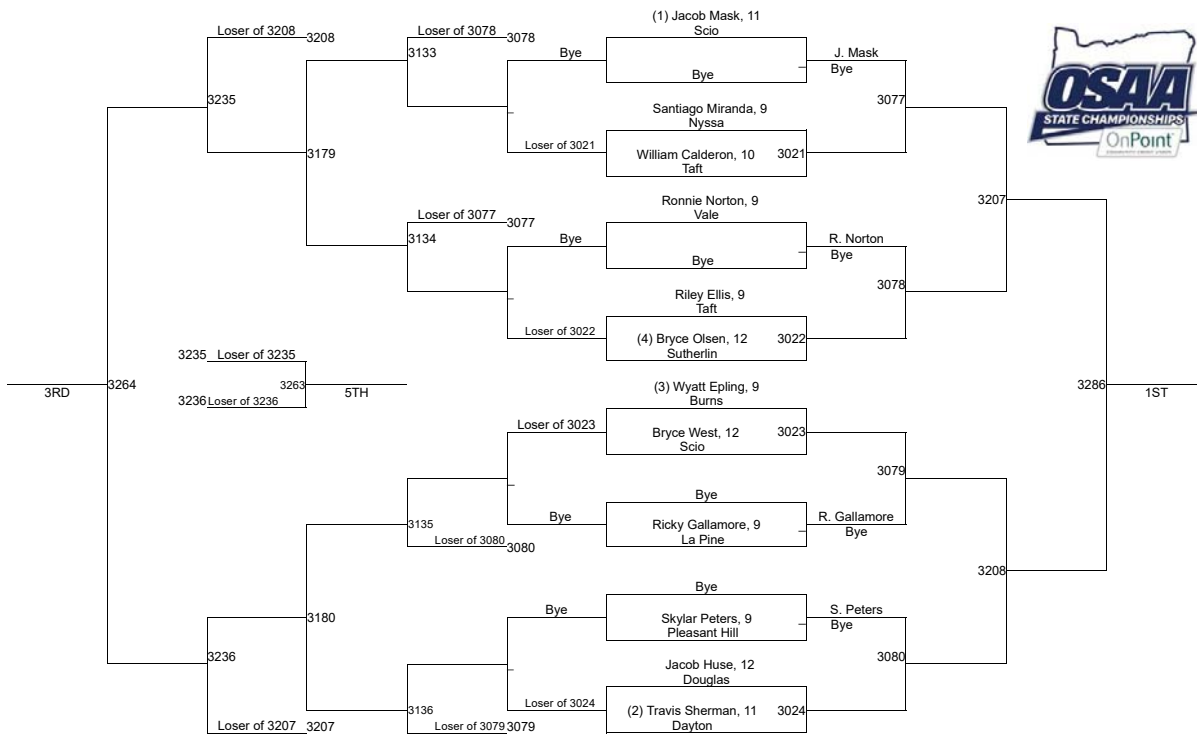 (1) Jacob Mask, 11
Scio
Loser of 3208
3208
Loser of 3078
3078
3133
Bye
Bye
J. Mask
Bye
OSAA
STATE CHAMPIONSHIPS
OnPoint
3235
3077
Santiago Miranda, 9
Nyssa
3179
Loser of 3021
William Calderon, 10
Taft
3021
3207
Ronnie Norton, 9
Vale
Loser of 3077
3077
3134
Bye
Bye
R. Norton
Bye
3078
Riley Ellis, 9
Taft
Loser of 3022
(4) Bryce Olsen, 12
Sutherlin
3022
3235
Loser of 3235
3RD
3264
3263
5TH
3236
Loser of 3236
(3) Wyatt Epling, 9
Burns
3286
1ST
Loser of 3023
Bryce West, 12
Scio
3023
3079
Bye
3135
Bye
Ricky Gallamore, 9
La Pine
R. Gallamore
Bye
Loser of 3080
3080
3208
Bye
3180
Bye
Skylar Peters, 9
Pleasant Hill
S. Peters
Bye
3236
3080
Jacob Huse, 12
Douglas
3136
Loser of 3024
(2) Travis Sherman, 11
Dayton
3024
Loser of 3207
3207
Loser of 3079
3079